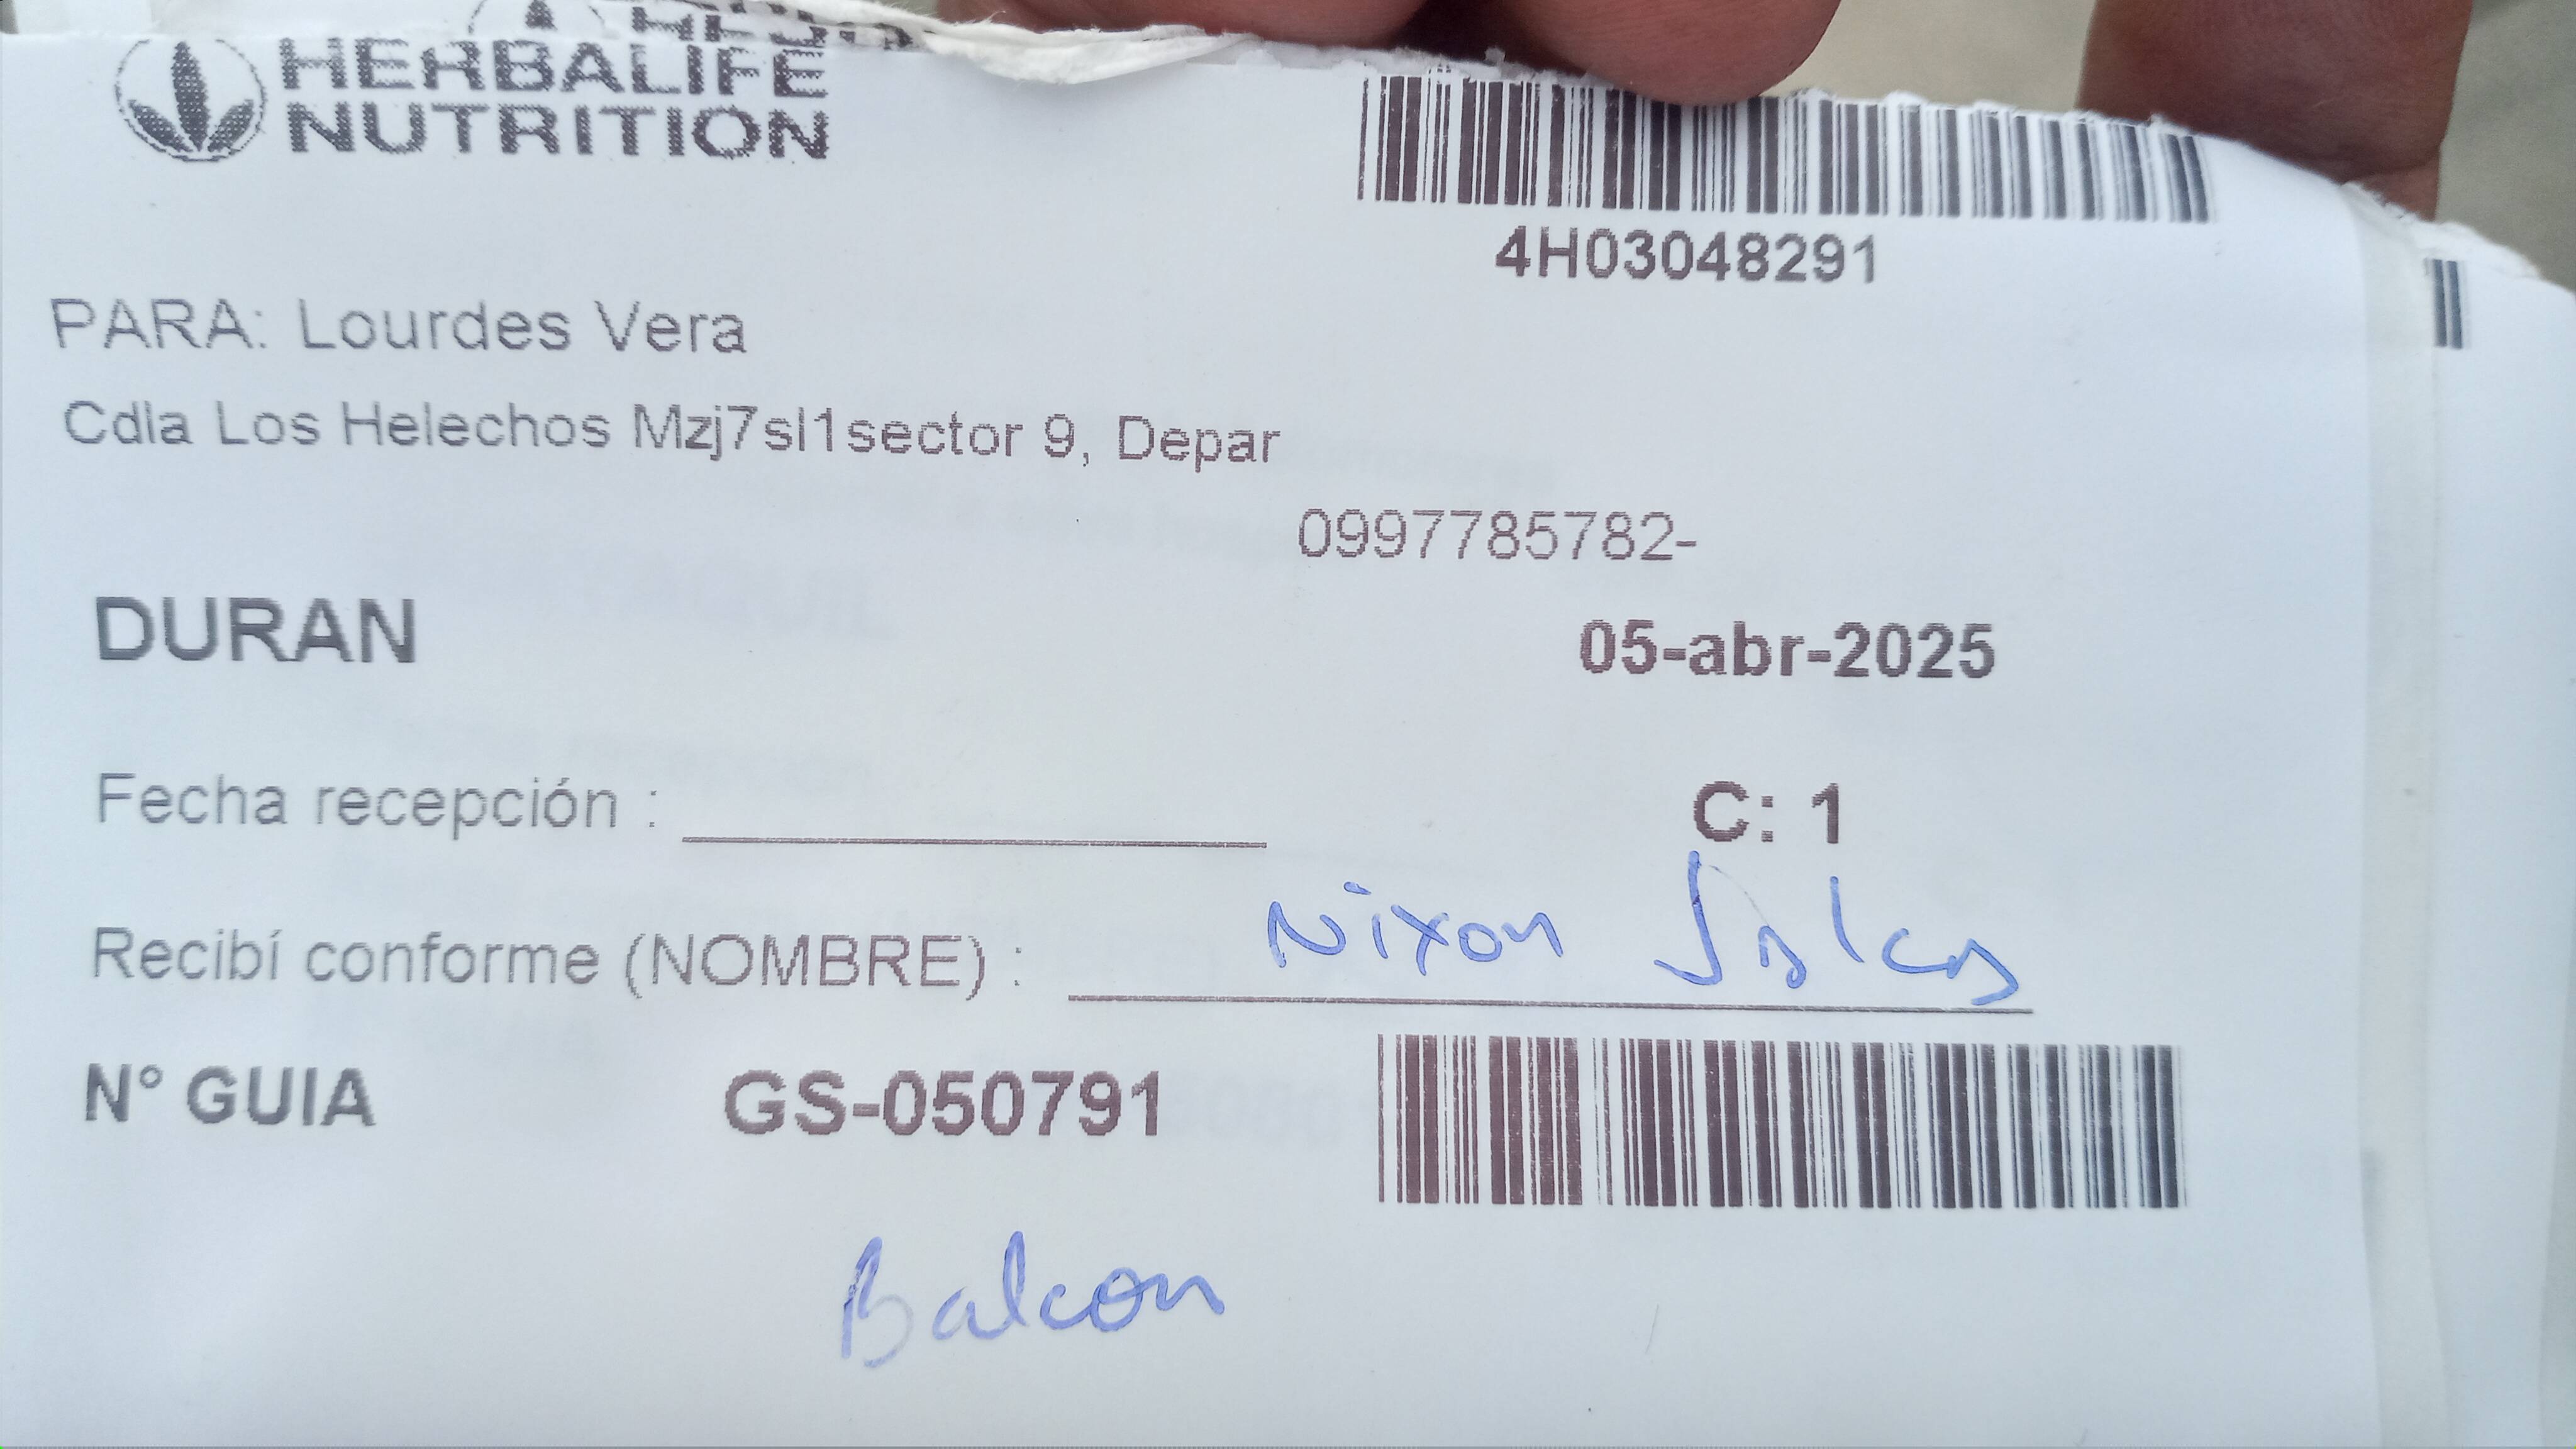 HERBALIFE
NUTRITION
4H03048291
PARA: Lourdes Vera
Cdla Los Helechos Mzj7sl1sector 9, Depar
0997785782-
DURAN
05-abr-2025
Fecha recepción :
C: 1
Recibí conforme (NOMBRE) : Nixon
N° GUIA GS-050791
Balcon